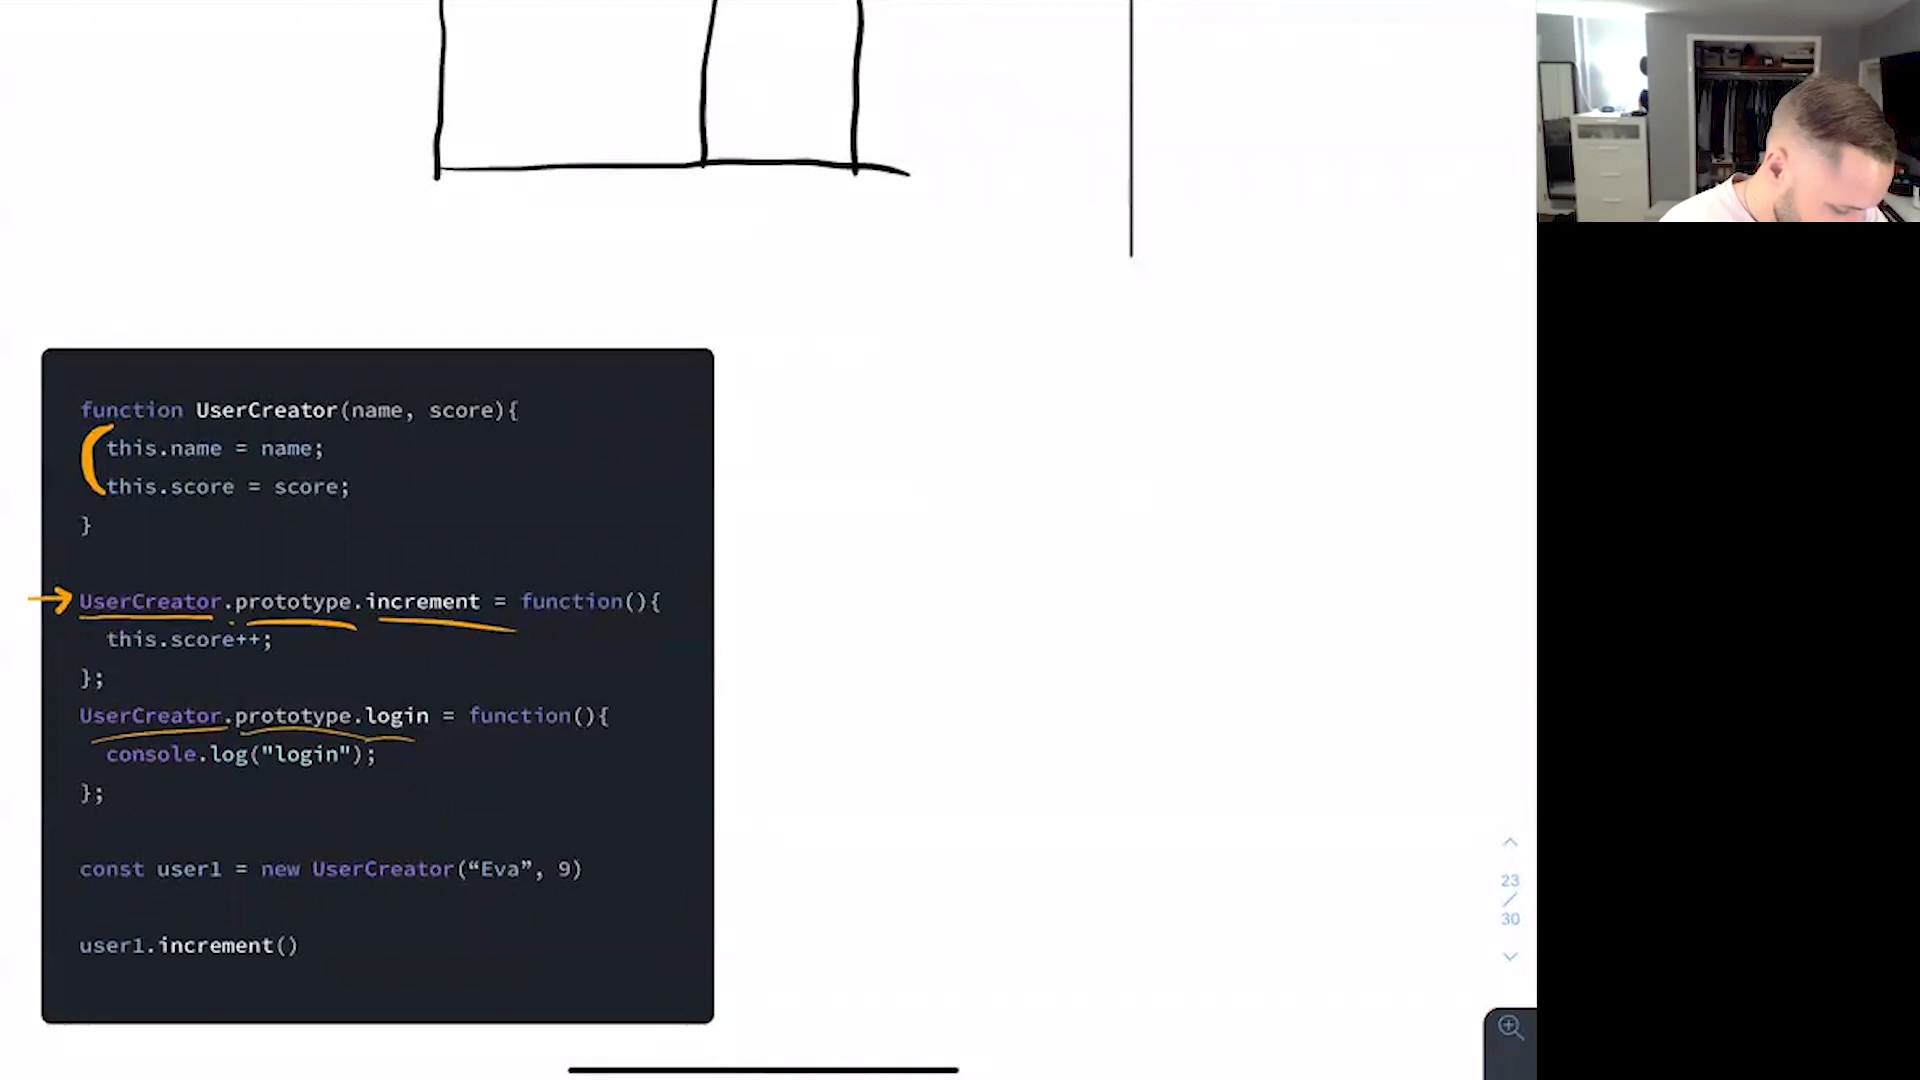 function UserCreator(name, score){
this.name = name;
this.score = score;
}
UserCreator.prototype.increment = function(){
this.score++;
};
UserCreator.prototype.login = function(){
console.log("login");
};
const user1 = new UserCreator(“Eva”, 9)
user1.increment()
23
/
30